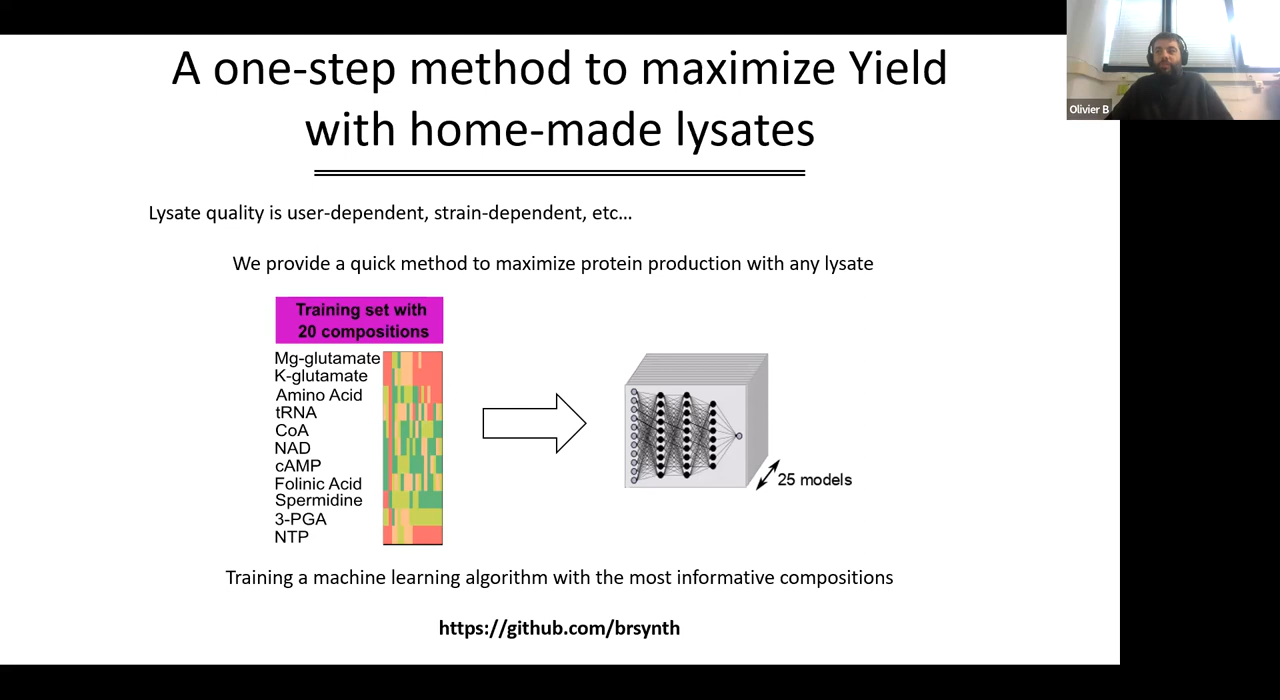 A one-step method to maximize Yield
with home-made lysates
Olivier B
Lysate quality is user-dependent, strain-dependent, etc...
We provide a quick method to maximize protein production with any lysate
Training set with
20 compositions
Mg-glutamate
K-glutamate
Amino Acid
tRNA
CoA
NAD
cAMP
Folinic Acid
Spermidine
3-PGA
NTP
25 models
Training a machine learning algorithm with the most informative compositions
https://github.com/brsynth